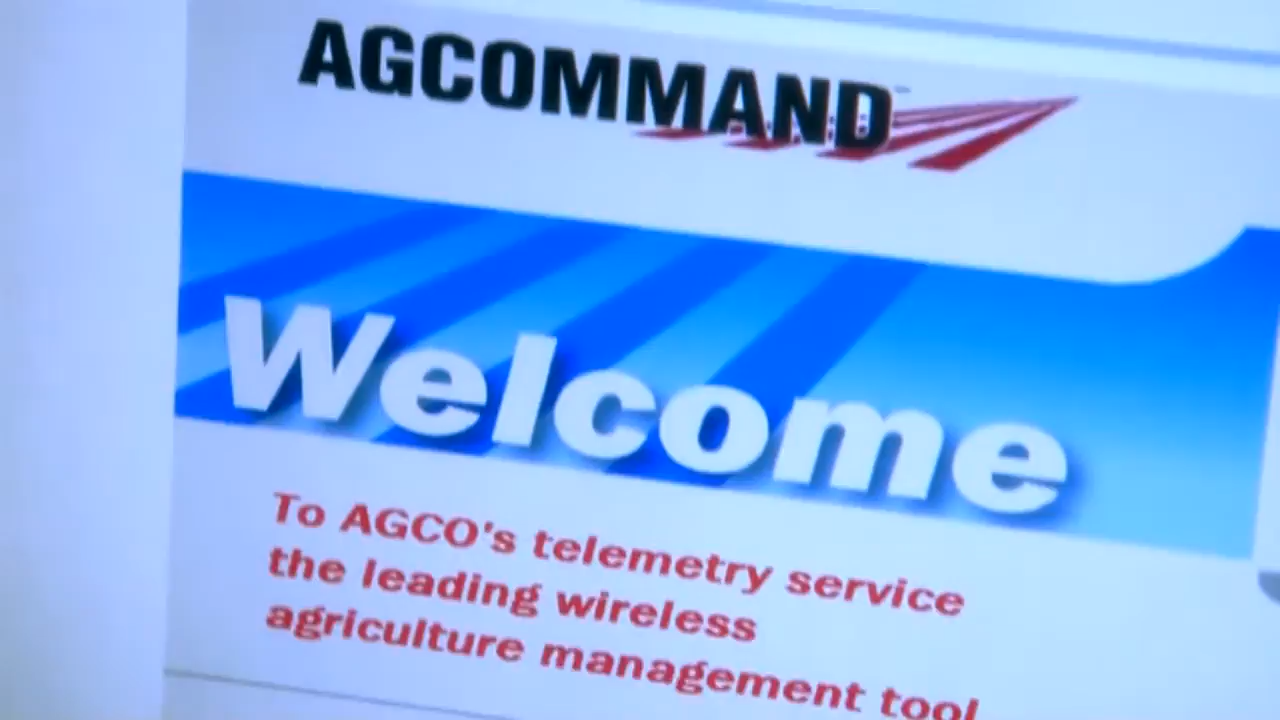 AGCOMMAND
Welcome
To AGCO's telemetry service
the leading wireless
agriculture management tool